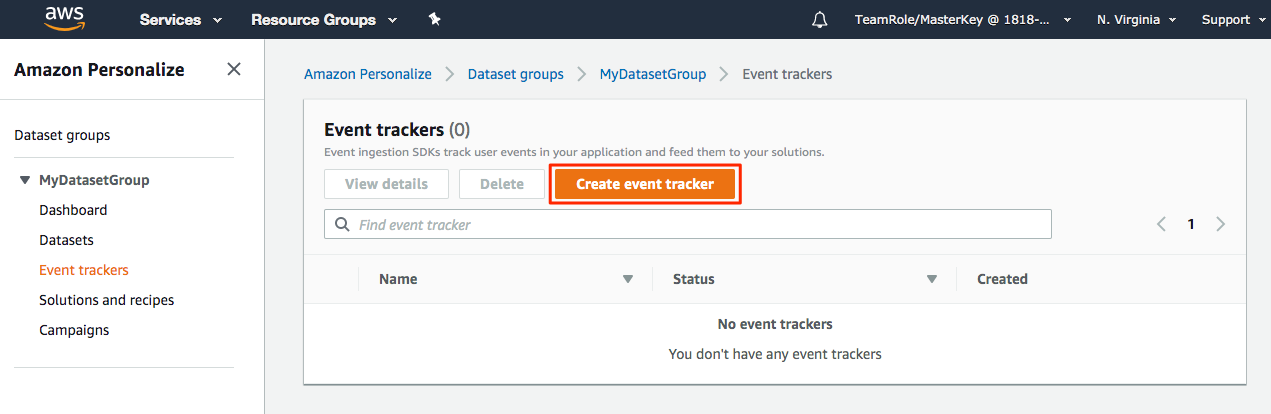 aws Services Resource Groups TeamRole/MasterKey @ 1818-... N. Virginia Support
Amazon Personalize
Dataset groups
MyDatasetGroup
Dashboard
Datasets
Event trackers
Solutions and recipes
Campaigns
Amazon Personalize Dataset groups MyDatasetGroup Event trackers
Event trackers (0)
Event ingestion SDKs track user events in your application and feed them to your solutions.
View details Delete Create event tracker
Find event tracker 1
Name Status Created
No event trackers
You don't have any event trackers